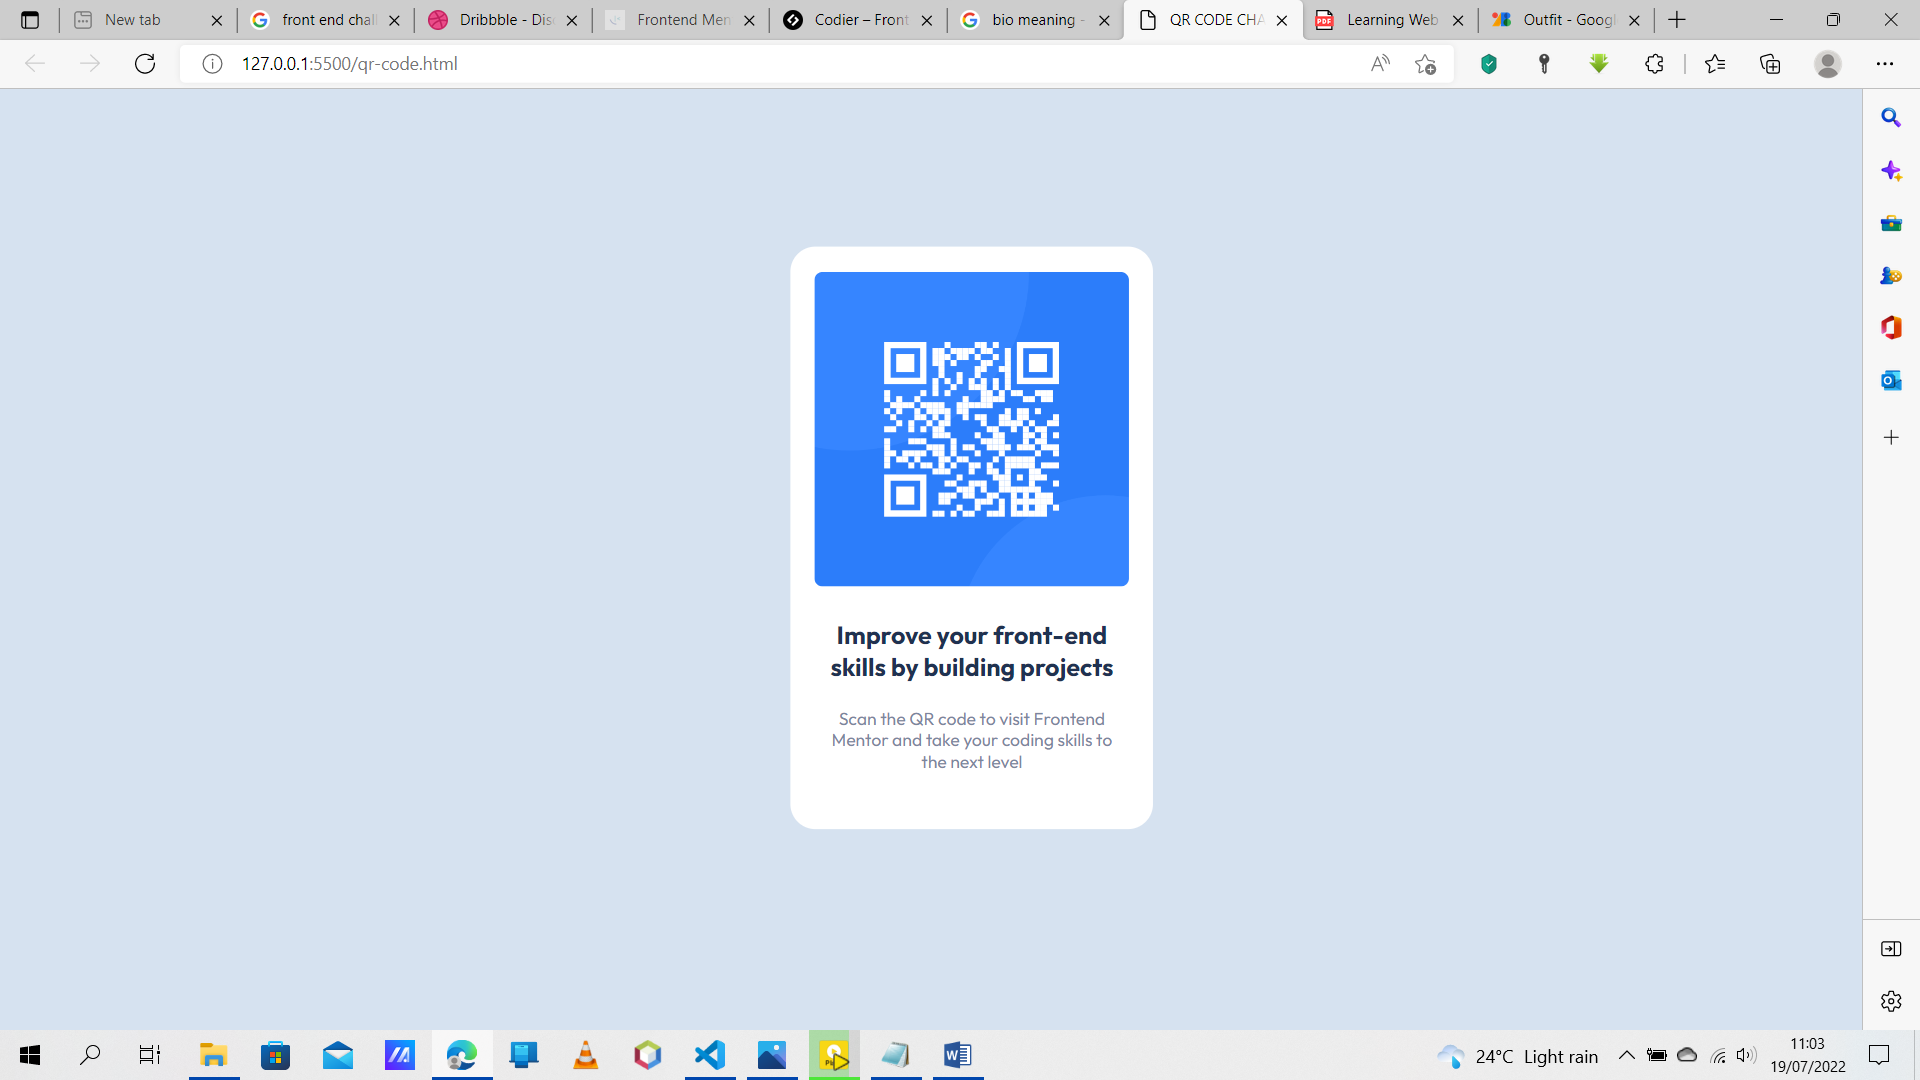 New tab
front end chall
Dribbble - Disc
Frontend Men
Codier – Front
bio meaning -
QR CODE CHA
Learning Web
Outfit - Googl
127.0.0.1:5500/qr-code.html
Improve your front-end
skills by building projects
Scan the QR code to visit Frontend
Mentor and take your coding skills to
the next level
24°C Light rain
11:03
19/07/2022